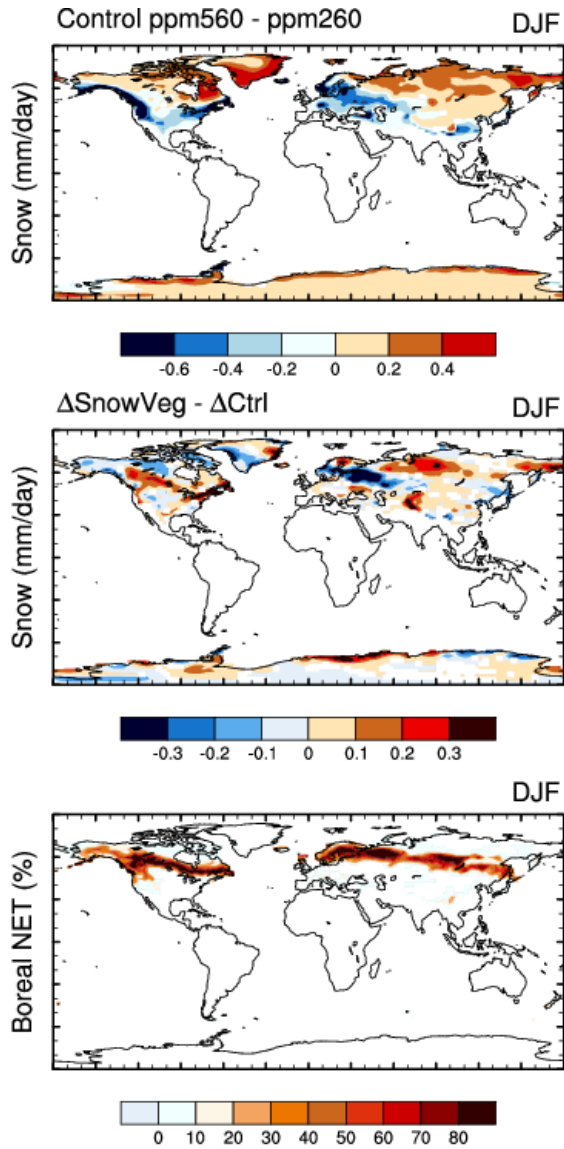 Control ppm560 - ppm260 DJF
Snow (mm/day)
-0.6 -0.4 -0.2 0 0.2 0.4
ΔSnowVeg - ΔCtrl DJF
Snow (mm/day)
-0.3 -0.2 -0.1 0 0.1 0.2 0.3
DJF
Boreal NET (%)
0 10 20 30 40 50 60 70 80